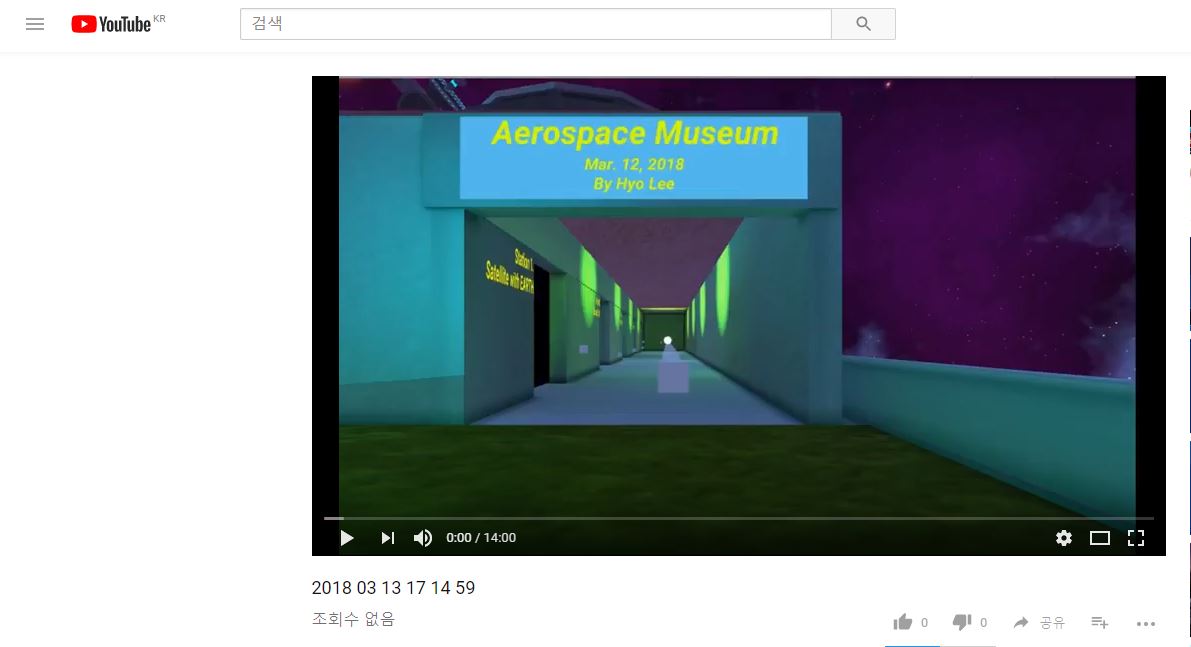 YouTube KR
검색
Aerospace Museum
Mar. 12, 2018
By Hyo Lee
Station 1.
Satellite with EARTH
0:00 / 14:00
2018 03 13 17 14 59
조회수 없음
0
0
공유